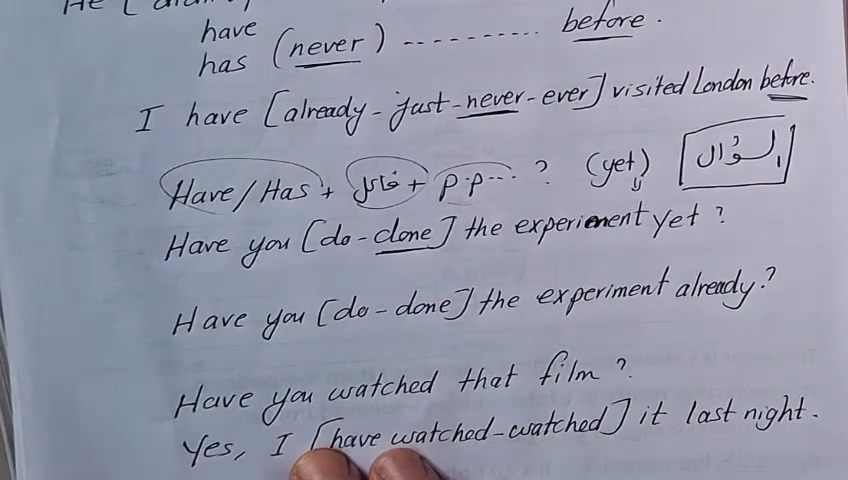 He [
have
has (never) ---------- before.
I have [already - just - never - ever] visited London before.
Have/Has + فاعل + p.p... ? (yet) السؤال
Have you [do - done] the experiment yet ?
Have you [do - done] the experiment already?
Have you watched that film ?
Yes, I [have watched - watched] it last night.